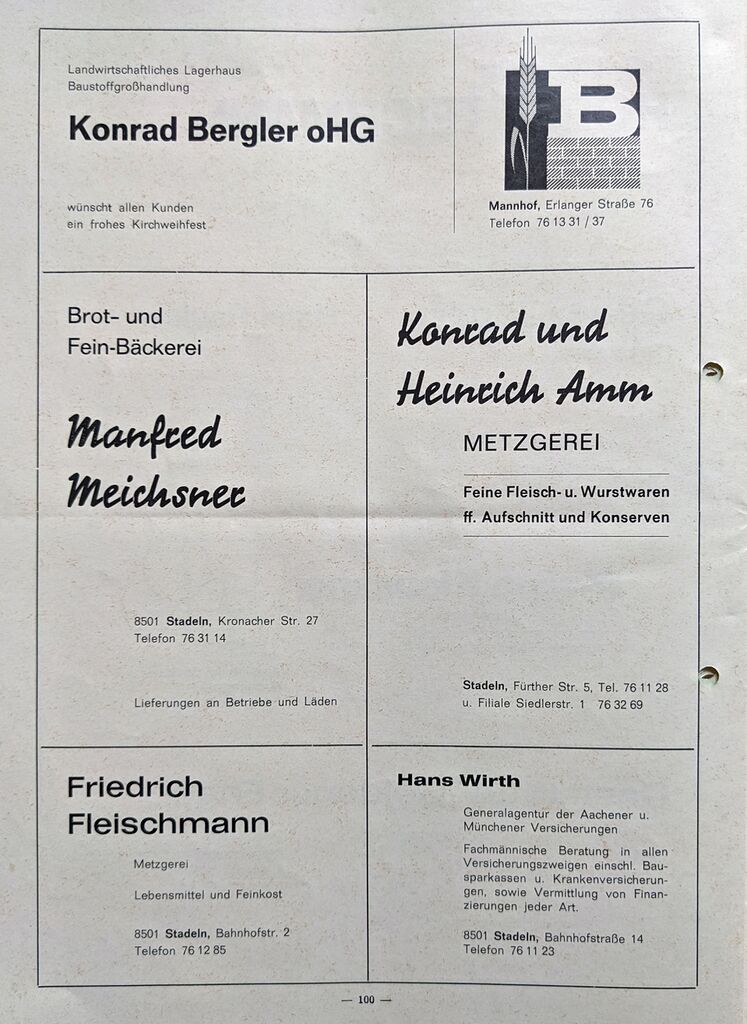 Landwirtschaftliches Lagerhaus
Baustoffgroßhandlung
Konrad Bergler oHG
wünscht allen Kunden
ein frohes Kirchweihfest
B
Mannhof, Erlanger Straße 76
Telefon 76 13 31 / 37
Brot- und
Fein-Bäckerei
Manfred
Meichsner
8501 Stadeln, Kronacher Str. 27
Telefon 76 31 14
Lieferungen an Betriebe und Läden
Konrad und
Heinrich Amm
METZGEREI
Feine Fleisch- u. Wurstwaren
ff. Aufschnitt und Konserven
Stadeln, Fürther Str. 5, Tel. 76 11 28
u. Filiale Siedlerstr. 1 76 32 69
Friedrich
Fleischmann
Metzgerei
Lebensmittel und Feinkost
8501 Stadeln, Bahnhofstr. 2
Telefon 76 12 85
Hans Wirth
Generalagentur der Aachener u.
Münchener Versicherungen
Fachmännische Beratung in allen
Versicherungszweigen einschl. Bau-
sparkassen u. Krankenversicherun-
gen, sowie Vermittlung von Finan-
zierungen jeder Art.
8501 Stadeln, Bahnhofstraße 14
Telefon 76 11 23
— 100 —